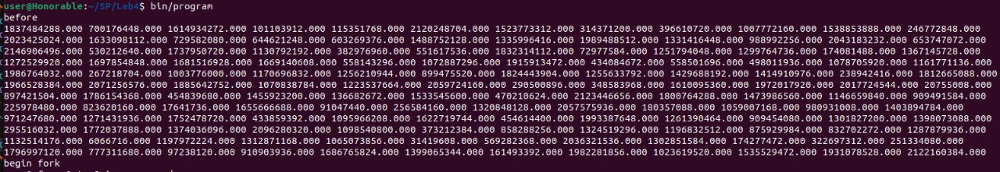 user@Honorable:~/SP/Lab4$ bin/program
before
1837484288.000 700176448.000 1614934272.000 101103912.000 115351768.000 2120248704.000 1523773312.000 314371200.000 396610720.000 1007772160.000 1538853888.000 246772848.000
2023425024.000 1633098112.000 729582080.000 644621248.000 603269376.000 1488752128.000 1335996416.000 1989488512.000 1331416448.000 988992256.000 2043183232.000 653747072.000
2146906496.000 530212640.000 1737950720.000 1130792192.000 382976960.000 551617536.000 1832314112.000 72977584.000 1251794048.000 1299764736.000 174081488.000 1367145728.000
1272529920.000 1697854848.000 1681516928.000 1669140608.000 558143296.000 1072887296.000 1915913472.000 434084672.000 558501696.000 498011936.000 1078705920.000 1161771136.000
1986764032.000 267218704.000 1003776000.000 1170696832.000 1256210944.000 899475520.000 1824443904.000 1255633792.000 1429688192.000 1414910976.000 238942416.000 1812665088.000
1966528384.000 2071256576.000 1885642752.000 1070838784.000 1223537664.000 2059724160.000 290500896.000 348583968.000 1610095360.000 1972017920.000 2017724544.000 20755008.000
897421504.000 1786154368.000 454839680.000 1455923200.000 136682672.000 1533545600.000 470210624.000 2123446656.000 1800764288.000 1473986560.000 1146659840.000 909491584.000
225978480.000 823620160.000 17641736.000 1655666688.000 91047440.000 256584160.000 1320848128.000 2057575936.000 180357088.000 1059007168.000 980931008.000 1403894784.000
971247680.000 1271431936.000 1752478720.000 433859392.000 1095966208.000 1622719744.000 454614400.000 1993387648.000 1261390464.000 909454080.000 1301827200.000 1398073088.000
295516032.000 1772037888.000 1374036096.000 2096280320.000 1098540800.000 373212384.000 858288256.000 1324519296.000 1196832512.000 875929984.000 832702272.000 1287879936.000
1132514176.000 6066716.000 1197972224.000 1312871168.000 1065073856.000 31419608.000 569282368.000 2036321536.000 1302851584.000 174277472.000 322697312.000 251334080.000
1796997120.000 777311680.000 97238120.000 910903936.000 1686765824.000 1399065344.000 161493392.000 1982281856.000 1023619520.000 1535529472.000 1931078528.000 2122160384.000
begin fork